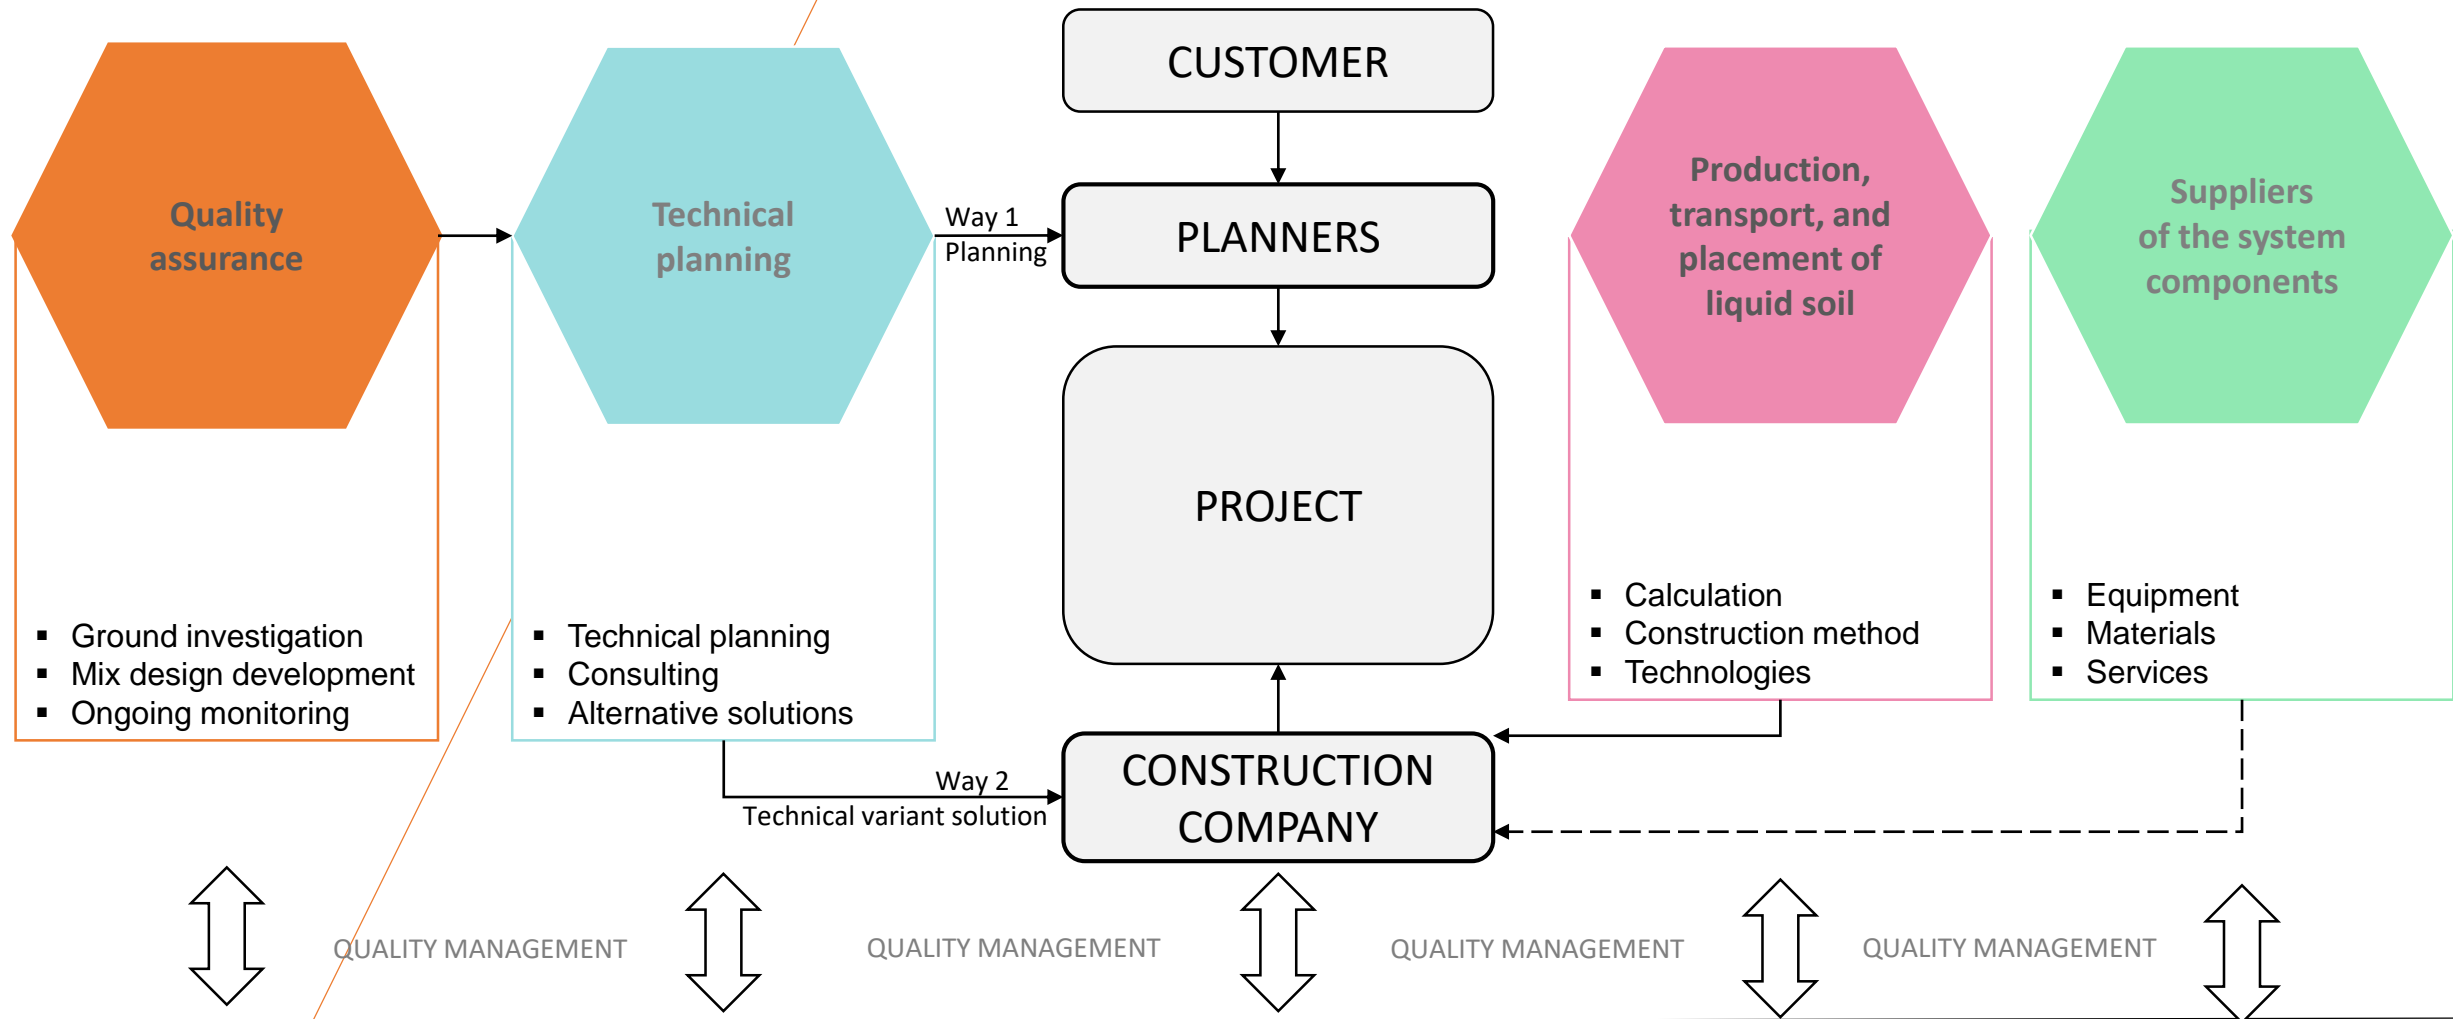 CUSTOMER
Quality
assurance
Technical
planning
Way 1
Planning
PLANNERS
Production,
transport, and
placement of
liquid soil
Suppliers
of the system
components
PROJECT
▪ Ground investigation
▪ Mix design development
▪ Ongoing monitoring
▪ Technical planning
▪ Consulting
▪ Alternative solutions
▪ Calculation
▪ Construction method
▪ Technologies
▪ Equipment
▪ Materials
▪ Services
Way 2
Technical variant solution
CONSTRUCTION
COMPANY
QUALITY MANAGEMENT
QUALITY MANAGEMENT
QUALITY MANAGEMENT
QUALITY MANAGEMENT